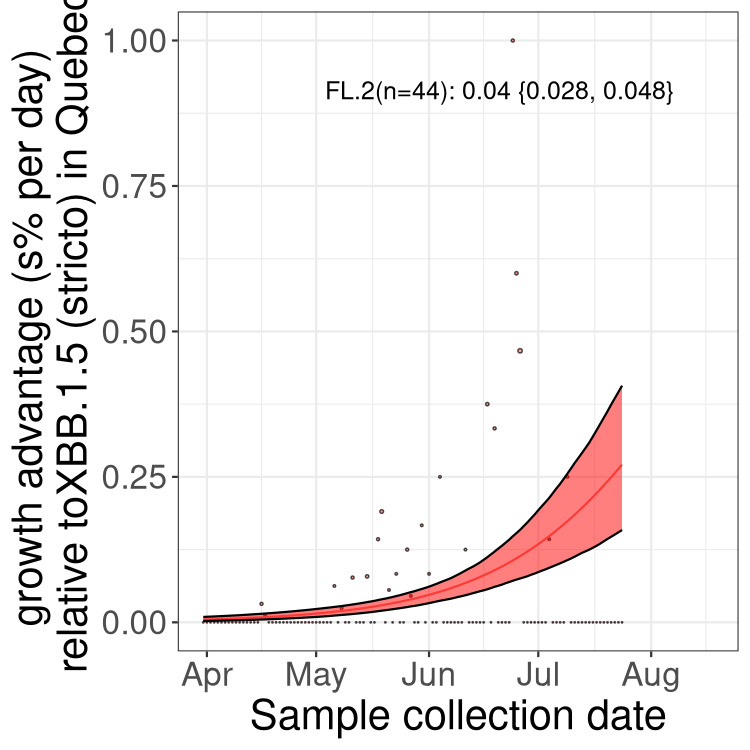 growth advantage (s% per day)
relative toXBB.1.5 (stricto) in Quebec
1.00
0.75
0.50
0.25
0.00
FL.2(n=44): 0.04 {0.028, 0.048}
Apr May Jun Jul Aug
Sample collection date